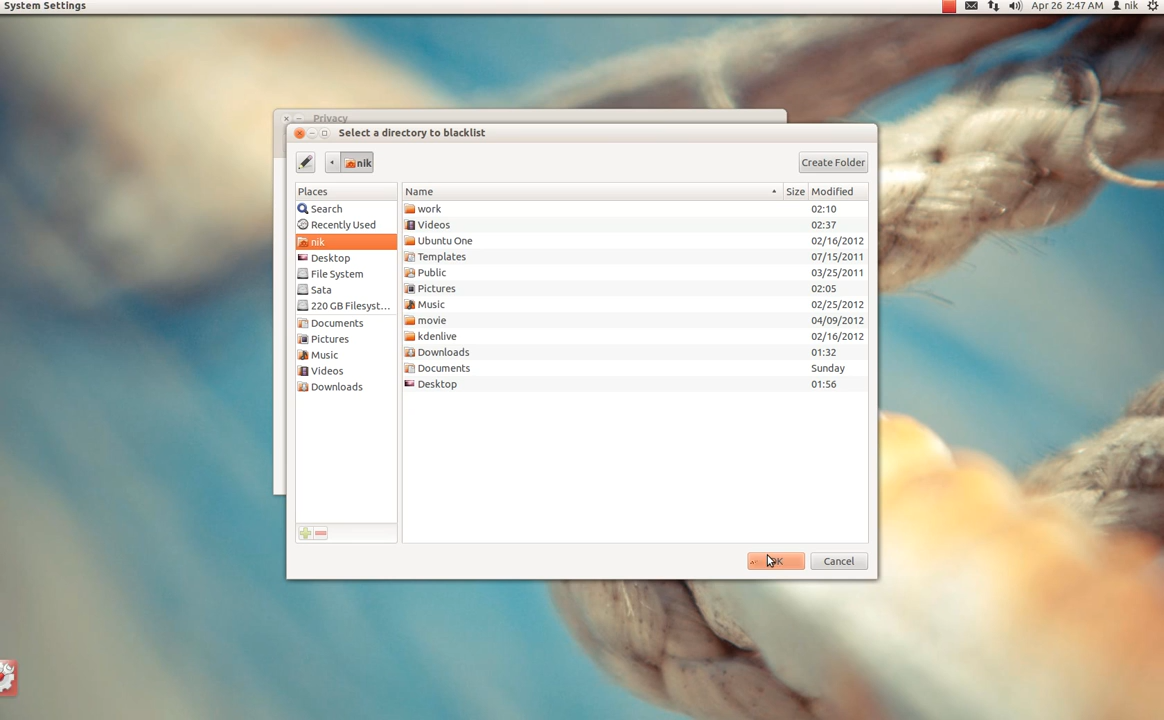 System Settings
Apr 26 2:47 AM nik
Privacy
Select a directory to blacklist
nik
Create Folder
Places
Name Size Modified
Search
Recently Used
nik
Desktop
File System
Sata
220 GB Filesyst...
Documents
Pictures
Music
Videos
Downloads
work 02:10
Videos 02:37
Ubuntu One 02/16/2012
Templates 07/15/2011
Public 03/25/2011
Pictures 02:05
Music 02/25/2012
movie 04/09/2012
kdenlive 02/16/2012
Downloads 01:32
Documents Sunday
Desktop 01:56
Cancel